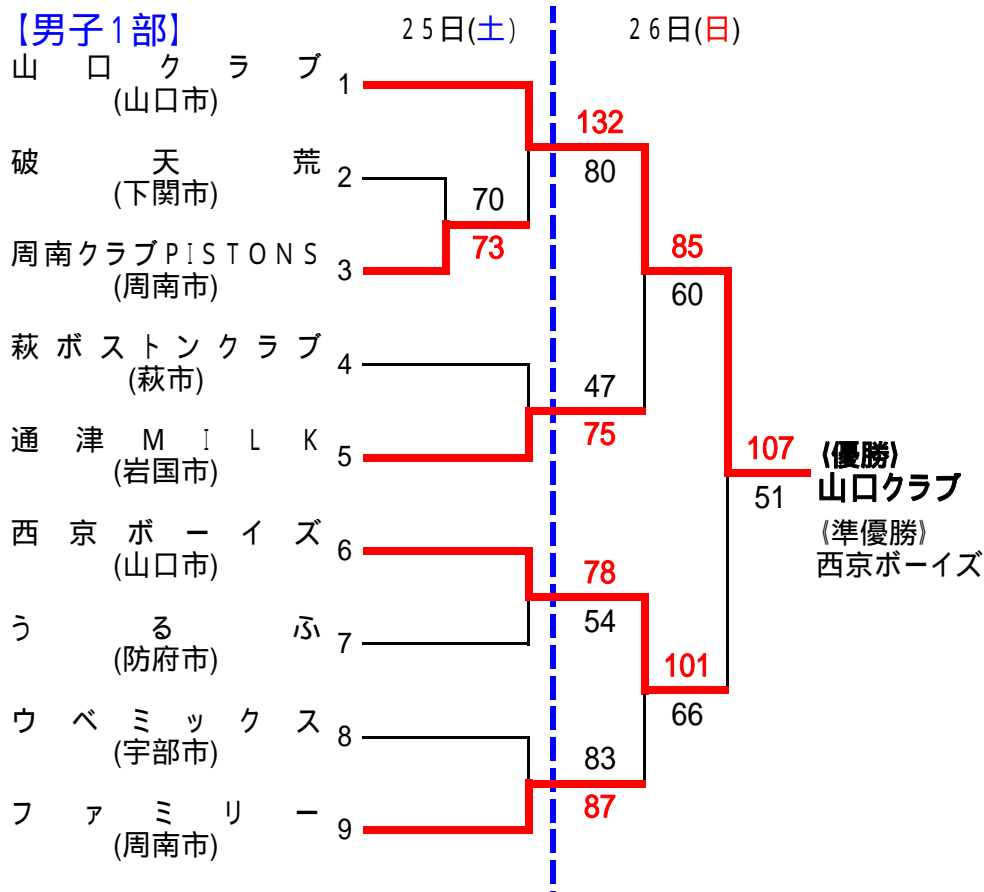 【男子1部】
25日(土)
26日(日)
山口クラブ
(山口市)
1
破天荒
(下関市)
2
周南クラブPISTONS
(周南市)
3
萩ボストンクラブ
(萩市)
4
通津MILK
(岩国市)
5
西京ボーイズ
(山口市)
6
うるふ
(防府市)
7
ウベミックス
(宇部市)
8
ファミリー
(周南市)
9
70
73
132
80
47
75
78
54
83
87
85
60
101
66
107
51
《優勝》
山口クラブ
《準優勝》
西京ボーイズ